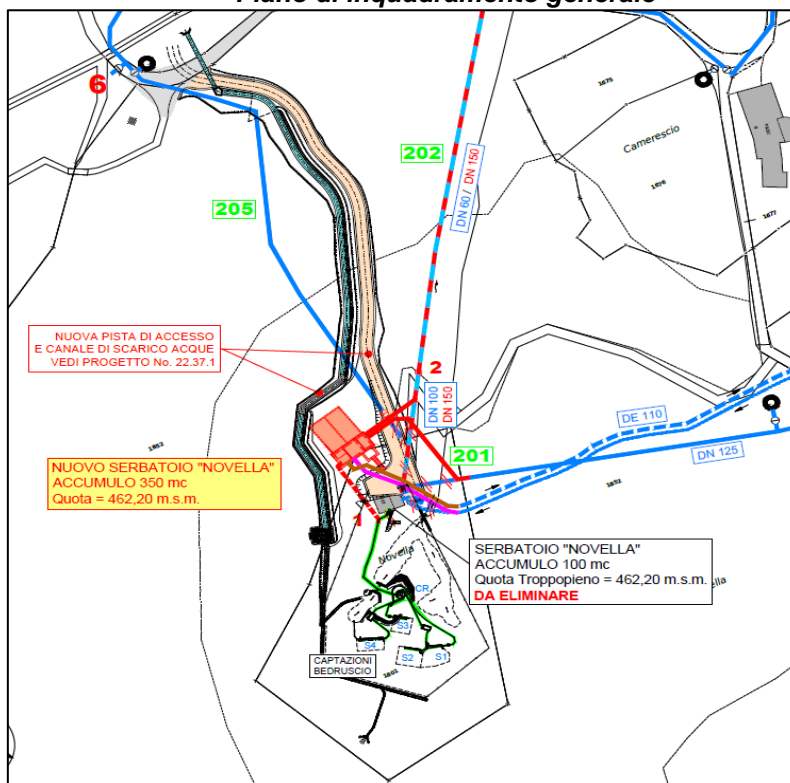 Piano di inquadramento generale
6
1675
Camerescio
1676
1677
202
DN 60 / DN 150
205
NUOVA PISTA DI ACCESSO
E CANALE DI SCARICO ACQUE
VEDI PROGETTO No. 22.37.1
2
DN 100
DN 150
DE 110
201
DN 125
NUOVO SERBATOIO "NOVELLA"
ACCUMULO 350 mc
Quota = 462,20 m.s.m.
1
SERBATOIO "NOVELLA"
ACCUMULO 100 mc
Quota Troppopieno = 462,20 m.s.m.
DA ELIMINARE
Novella
CR
S3
S4
S2
S1
CAPTAZIONI
BEDRUSCIO